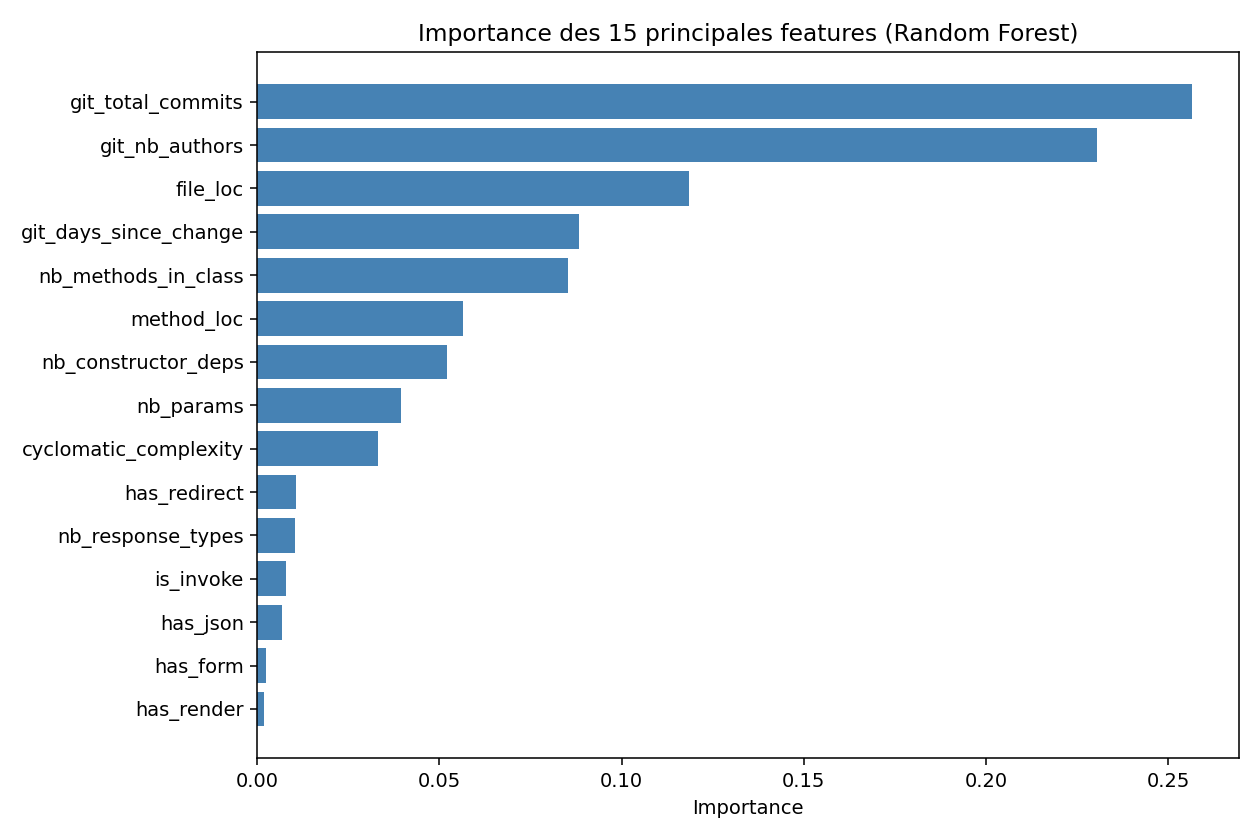 Importance des 15 principales features (Random Forest)
git_total_commits
git_nb_authors
file_loc
git_days_since_change
nb_methods_in_class
method_loc
nb_constructor_deps
nb_params
cyclomatic_complexity
has_redirect
nb_response_types
is_invoke
has_json
has_form
has_render
0.00 0.05 0.10 0.15 0.20 0.25
Importance